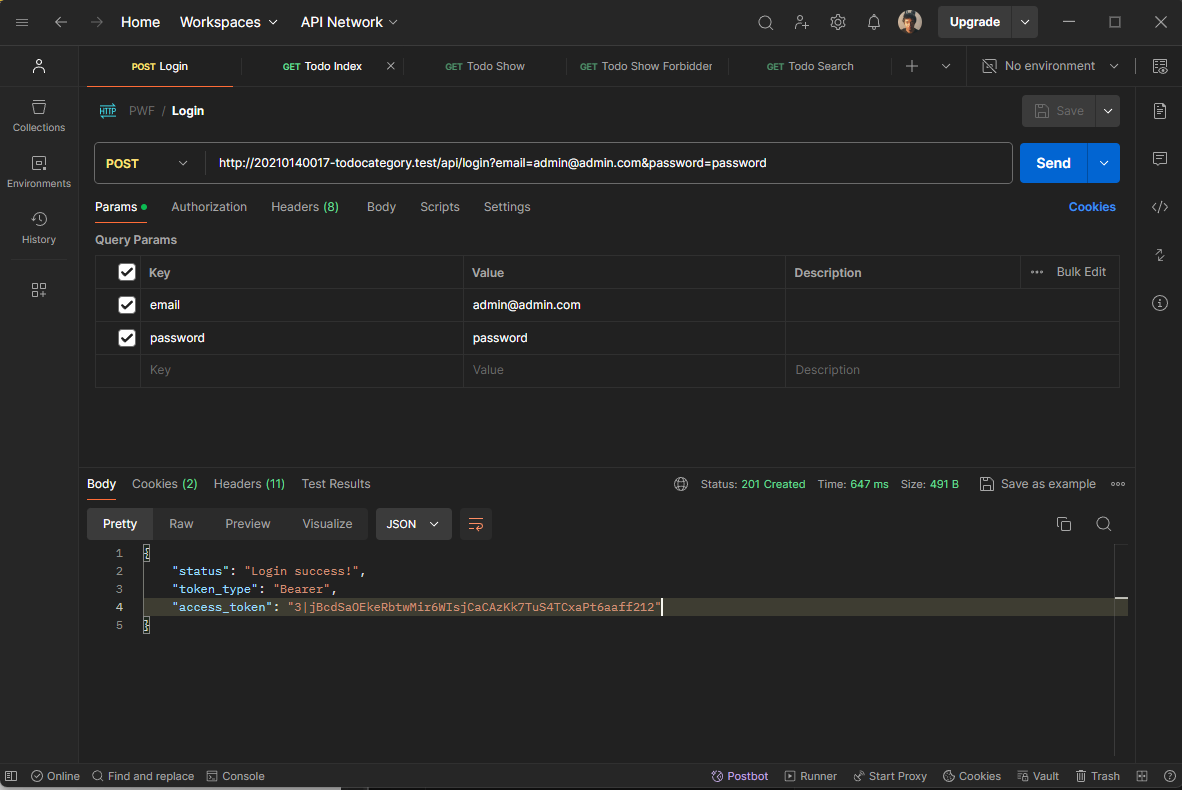 Home Workspaces API Network Upgrade
POST Login GET Todo Index GET Todo Show GET Todo Show Forbidder GET Todo Search No environment
Collections
Environments
History
HTTP PWF / Login Save
POST http://20210140017-todocategory.test/api/login?email=admin@admin.com&password=password Send
Params Authorization Headers (8) Body Scripts Settings Cookies
Query Params
Key Value Description Bulk Edit
email admin@admin.com
password password
Key Value Description
Body Cookies (2) Headers (11) Test Results Status: 201 Created Time: 647 ms Size: 491 B Save as example
Pretty Raw Preview Visualize JSON
1 {
2 "status": "Login success!",
3 "token_type": "Bearer",
4 "access_token": "3|jBcdSaOEkeRbtwMir6WIsjCaCAzKk7TuS4TCxaPt6aaff212"
5 }
Online Find and replace Console Postbot Runner Start Proxy Cookies Vault Trash